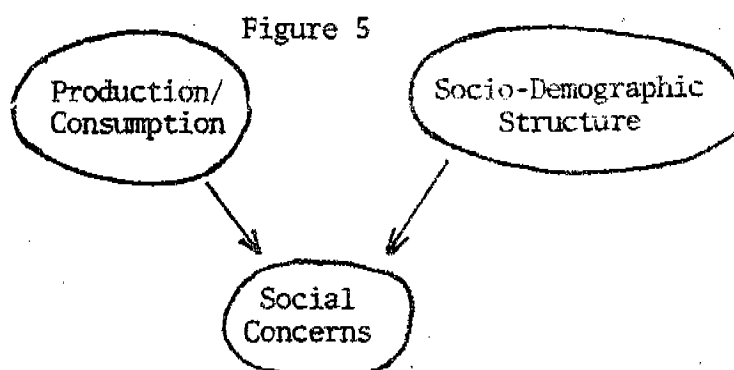 Figure 5
Production/
Consumption
Socio-Demographic
Structure
Social
Concerns